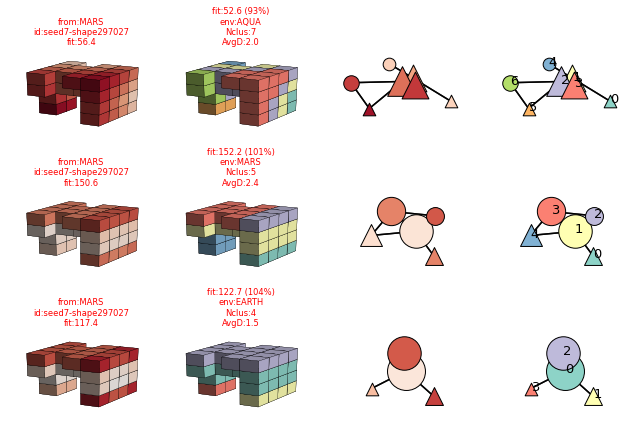 from:MARS
id:seed7-shape297027
fit:56.4
fit:52.6 (93%)
env:AQUA
Nclus:7
AvgD:2.0
4
6
2
1
3
5
0
from:MARS
id:seed7-shape297027
fit:150.6
fit:152.2 (101%)
env:MARS
Nclus:5
AvgD:2.4
3
2
1
4
0
from:MARS
id:seed7-shape297027
fit:117.4
fit:122.7 (104%)
env:EARTH
Nclus:4
AvgD:1.5
2
0
3
1